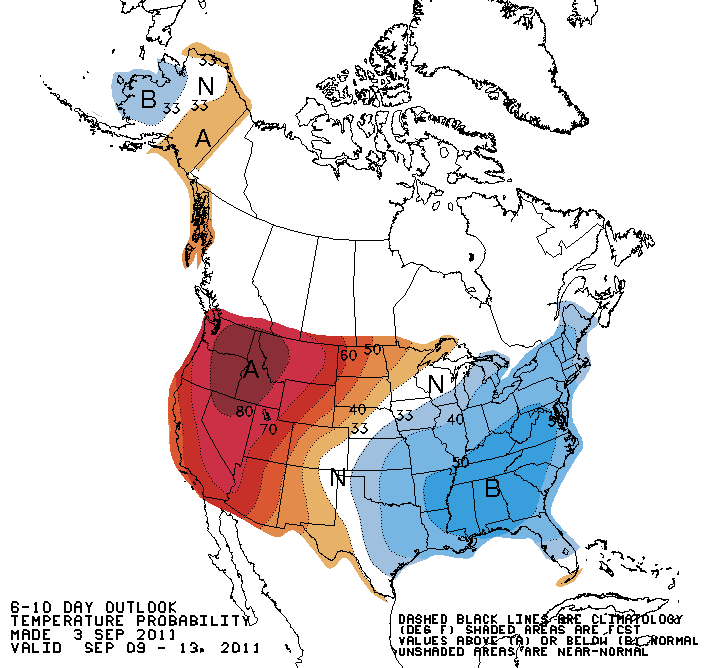 33
N
B
33
33
A
60
50
A
N
80
40
33
40
50
70
33
50
N
B
6-10 DAY OUTLOOK
TEMPERATURE PROBABILITY
MADE 3 SEP 2011
VALID SEP 09 - 13, 2011
DASHED BLACK LINES ARE CLIMATOLOGY
(DEG F) SHADED AREAS ARE FCST
VALUES ABOVE (A) OR BELOW (B) NORMAL
UNSHADED AREAS ARE NEAR-NORMAL